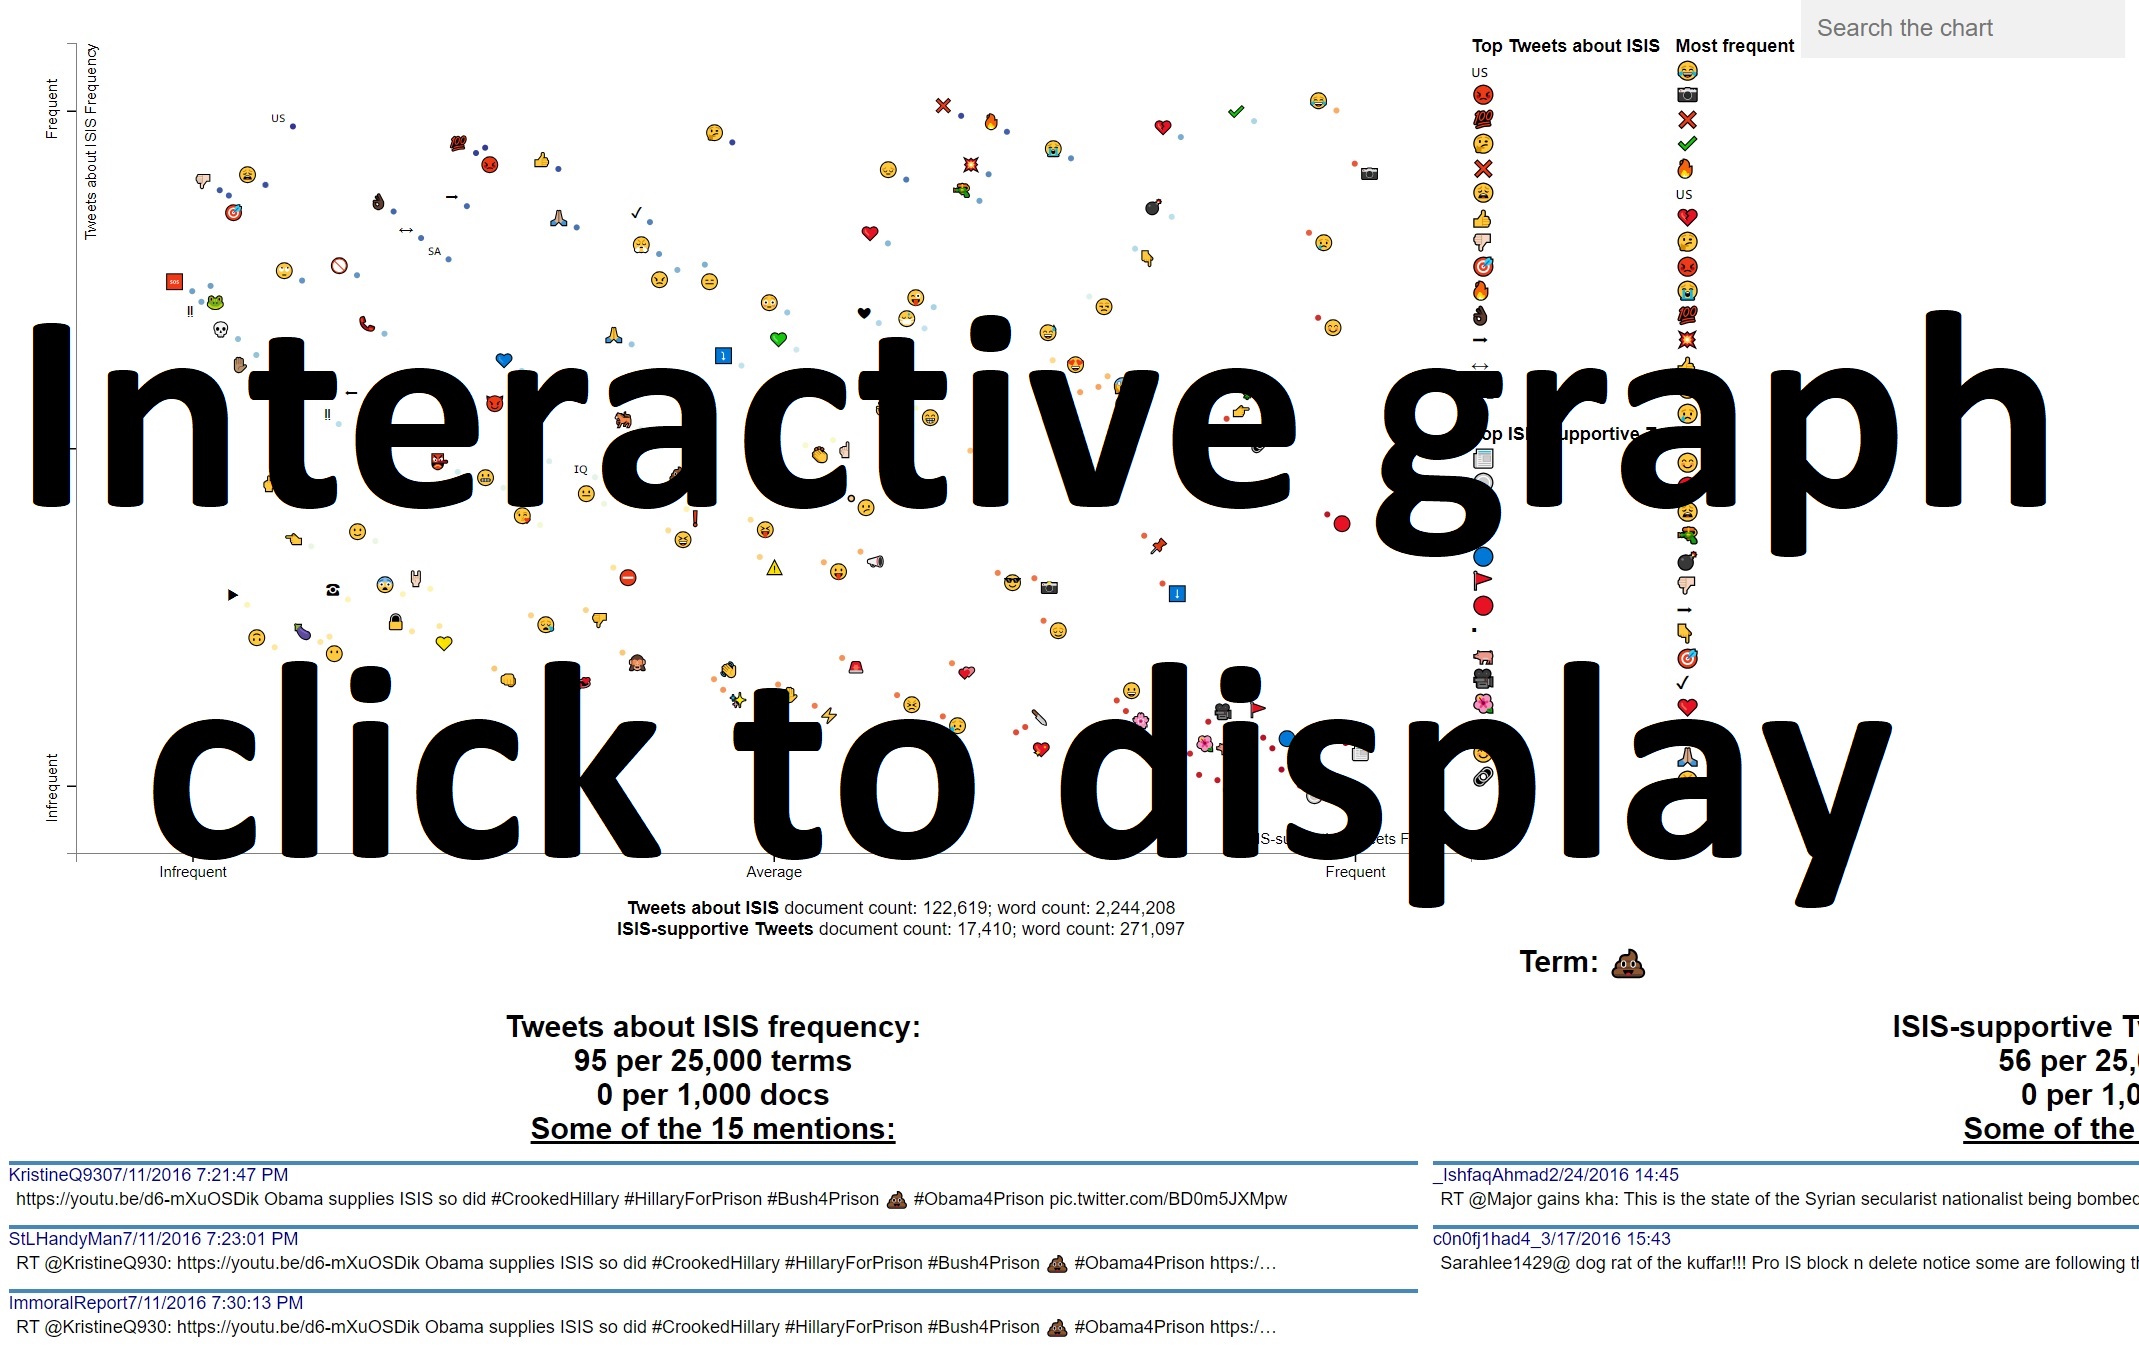 Search the chart
Top Tweets about ISIS
Most frequent
Frequent
Tweets about ISIS Frequency
US
US
US
SA
SOS
IQ
Interactive graph
click to display
Infrequent
Infrequent
Average
Frequent
Tweets about ISIS document count: 122,619; word count: 2,244,208
ISIS-supportive Tweets document count: 17,410; word count: 271,097
Term: 💩
Tweets about ISIS frequency:
95 per 25,000 terms
0 per 1,000 docs
Some of the 15 mentions:
ISIS-supportive
56 per 25,
0 per 1,0
Some of the
KristineQ9307/11/2016 7:21:47 PM
https://youtu.be/d6-mXuOSDik Obama supplies ISIS so did #CrookedHillary #HillaryForPrison #Bush4Prison 💩 #Obama4Prison pic.twitter.com/BD0m5JXMpw
StLHandyMan7/11/2016 7:23:01 PM
RT @KristineQ930: https://youtu.be/d6-mXuOSDik Obama supplies ISIS so did #CrookedHillary #HillaryForPrison #Bush4Prison 💩 #Obama4Prison https:/…
ImmoralReport7/11/2016 7:30:13 PM
RT @KristineQ930: https://youtu.be/d6-mXuOSDik Obama supplies ISIS so did #CrookedHillary #HillaryForPrison #Bush4Prison 💩 #Obama4Prison https:/…
_IshfaqAhmad2/24/2016 14:45
RT @Major gains kha: This is the state of the Syrian secularist nationalist being bombed
c0n0fj1had4_3/17/2016 15:43
Sarahlee1429@ dog rat of the kuffar!!! Pro IS block n delete notice some are following